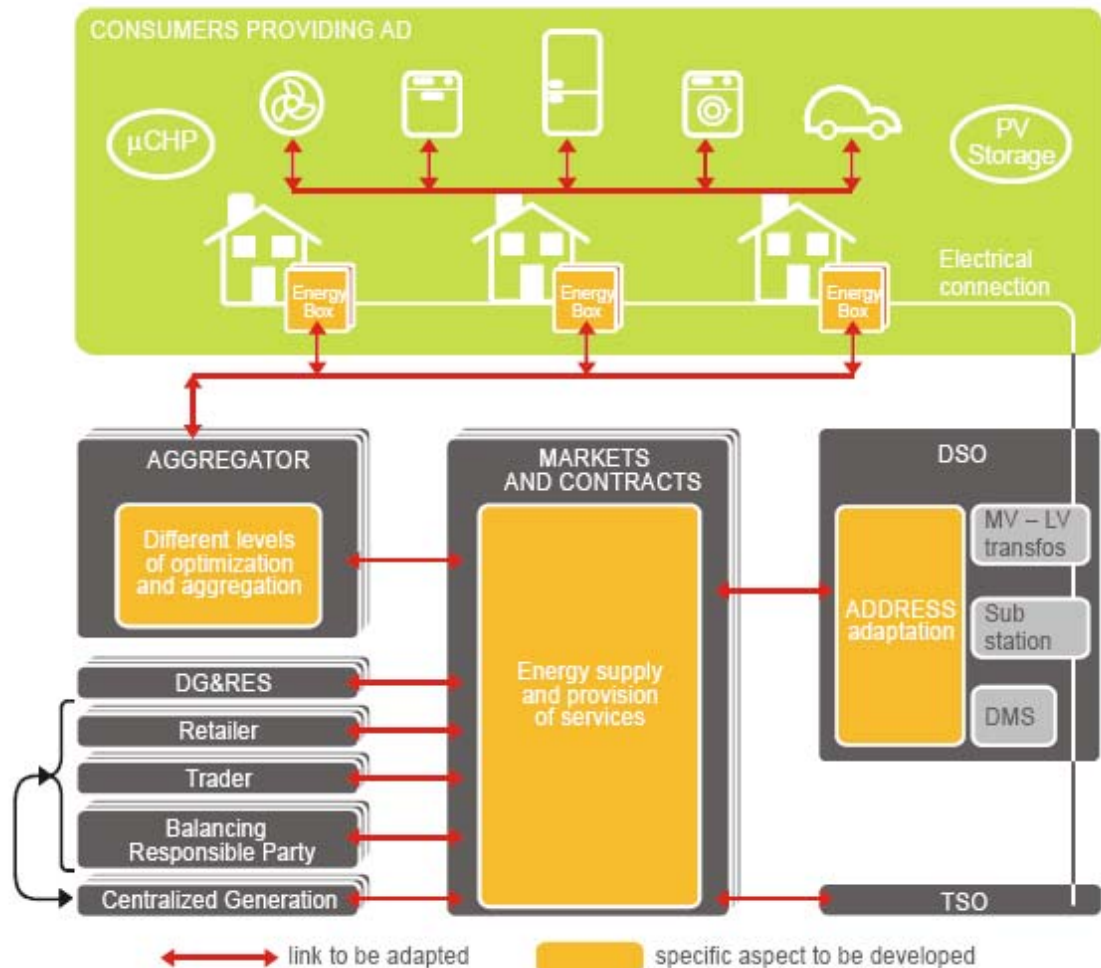 CONSUMERS PROVIDING AD
µCHP
PV
Storage
Energy
Box
Energy
Box
Energy
Box
Electrical
connection
AGGREGATOR
Different levels
of optimization
and aggregation
MARKETS
AND CONTRACTS
Energy supply
and provision
of services
DSO
ADDRESS
adaptation
MV – LV
transfos
Sub
station
DMS
DG&RES
Retailer
Trader
Balancing
Responsible Party
Centralized Generation
TSO
link to be adapted
specific aspect to be developed